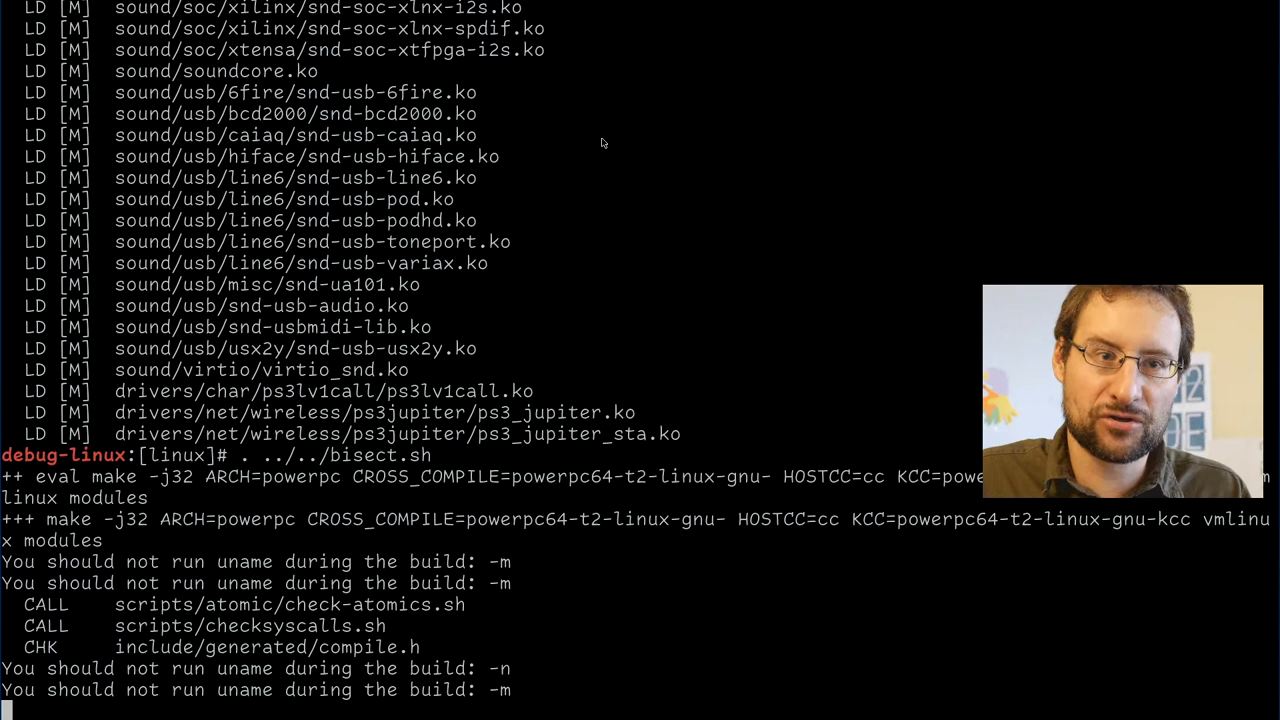 LD [M] sound/soc/xilinx/snd-soc-xlnx-i2s.ko
LD [M] sound/soc/xilinx/snd-soc-xlnx-spdif.ko
LD [M] sound/soc/xtensa/snd-soc-xtfpga-i2s.ko
LD [M] sound/soundcore.ko
LD [M] sound/usb/6fire/snd-usb-6fire.ko
LD [M] sound/usb/bcd2000/snd-bcd2000.ko
LD [M] sound/usb/caiaq/snd-usb-caiaq.ko
LD [M] sound/usb/hiface/snd-usb-hiface.ko
LD [M] sound/usb/line6/snd-usb-line6.ko
LD [M] sound/usb/line6/snd-usb-pod.ko
LD [M] sound/usb/line6/snd-usb-podhd.ko
LD [M] sound/usb/line6/snd-usb-toneport.ko
LD [M] sound/usb/line6/snd-usb-variax.ko
LD [M] sound/usb/misc/snd-ua101.ko
LD [M] sound/usb/snd-usb-audio.ko
LD [M] sound/usb/snd-usbmidi-lib.ko
LD [M] sound/usb/usx2y/snd-usb-usx2y.ko
LD [M] sound/virtio/virtio_snd.ko
LD [M] drivers/char/ps3lv1call/ps3lv1call.ko
LD [M] drivers/net/wireless/ps3jupiter/ps3_jupiter.ko
LD [M] drivers/net/wireless/ps3jupiter/ps3_jupiter_sta.ko
debug-linux:[linux]# . ../../bisect.sh
++ eval make -j32 ARCH=powerpc CROSS_COMPILE=powerpc64-t2-linux-gnu- HOSTCC=cc KCC=powe m
linux modules
+++ make -j32 ARCH=powerpc CROSS_COMPILE=powerpc64-t2-linux-gnu- HOSTCC=cc KCC=powerpc64-t2-linux-gnu-kcc vmlinu
x modules
You should not run uname during the build: -m
You should not run uname during the build: -m
CALL scripts/atomic/check-atomics.sh
CALL scripts/checksyscalls.sh
CHK include/generated/compile.h
You should not run uname during the build: -n
You should not run uname during the build: -m